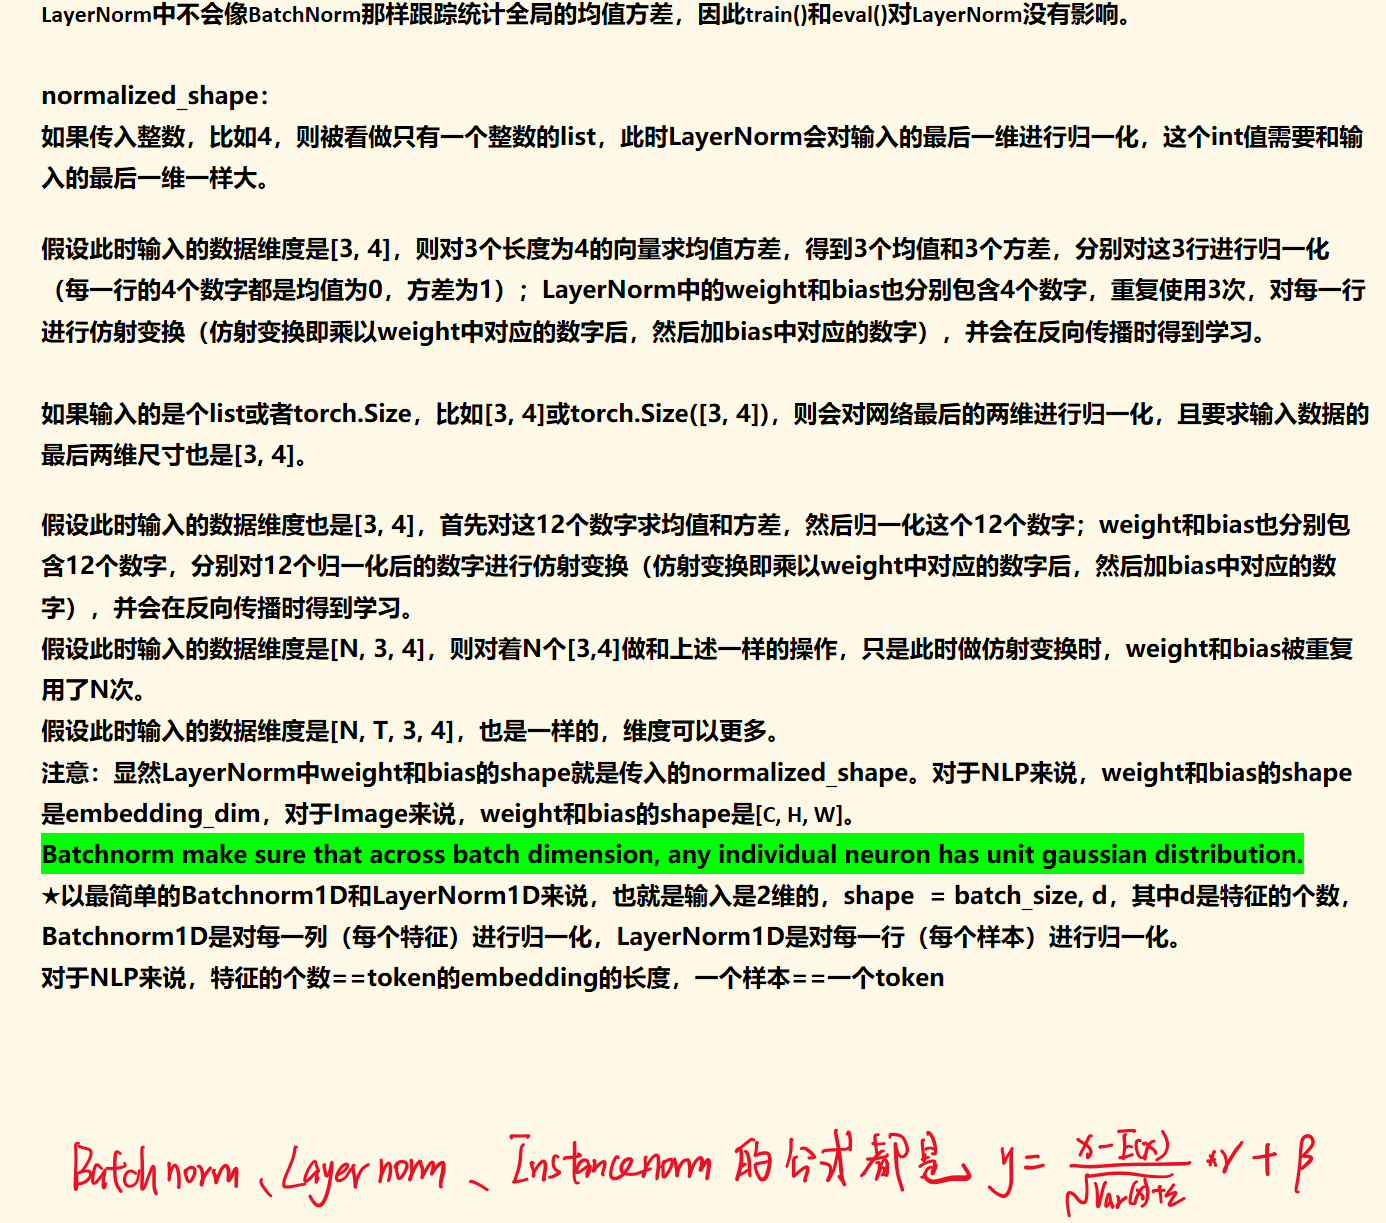 LayerNorm中不会像BatchNorm那样跟踪统计全局的均值方差，因此train()和eval()对LayerNorm没有影响。
normalized_shape：
如果传入整数，比如4，则被看做只有一个整数的list，此时LayerNorm会对输入的最后一维进行归一化，这个int值需要和输
入的最后一维一样大。
假设此时输入的数据维度是[3, 4]，则对3个长度为4的向量求均值方差，得到3个均值和3个方差，分别对这3行进行归一化
（每一行的4个数字都是均值为0，方差为1）；LayerNorm中的weight和bias也分别包含4个数字，重复使用3次，对每一行
进行仿射变换（仿射变换即乘以weight中对应的数字后，然后加bias中对应的数字），并会在反向传播时得到学习。
如果输入的是个list或者torch.Size，比如[3, 4]或torch.Size([3, 4])，则会对网络最后的两维进行归一化，且要求输入数据的
最后两维尺寸也是[3, 4]。
假设此时输入的数据维度也是[3, 4]，首先对这12个数字求均值和方差，然后归一化这个12个数字；weight和bias也分别包
含12个数字，分别对12个归一化后的数字进行仿射变换（仿射变换即乘以weight中对应的数字后，然后加bias中对应的数
字），并会在反向传播时得到学习。
假设此时输入的数据维度是[N, 3, 4]，则对着N个[3,4]做和上述一样的操作，只是此时做仿射变换时，weight和bias被重复
用了N次。
假设此时输入的数据维度是[N, T, 3, 4]，也是一样的，维度可以更多。
注意：显然LayerNorm中weight和bias的shape就是传入的normalized_shape。对于NLP来说，weight和bias的shape
是embedding_dim，对于Image来说，weight和bias的shape是[C, H, W]。
Batchnorm make sure that across batch dimension, any individual neuron has unit gaussian distribution.
★以最简单的Batchnorm1D和LayerNorm1D来说，也就是输入是2维的，shape = batch_size, d，其中d是特征的个数，
Batchnorm1D是对每一列（每个特征）进行归一化，LayerNorm1D是对每一行（每个样本）进行归一化。
对于NLP来说，特征的个数==token的embedding的长度，一个样本==一个token
Batchnorm、Layernorm、Instancenorm 的公式都是 y = (x-E(x))/√(Var(x)+ε) *γ + β